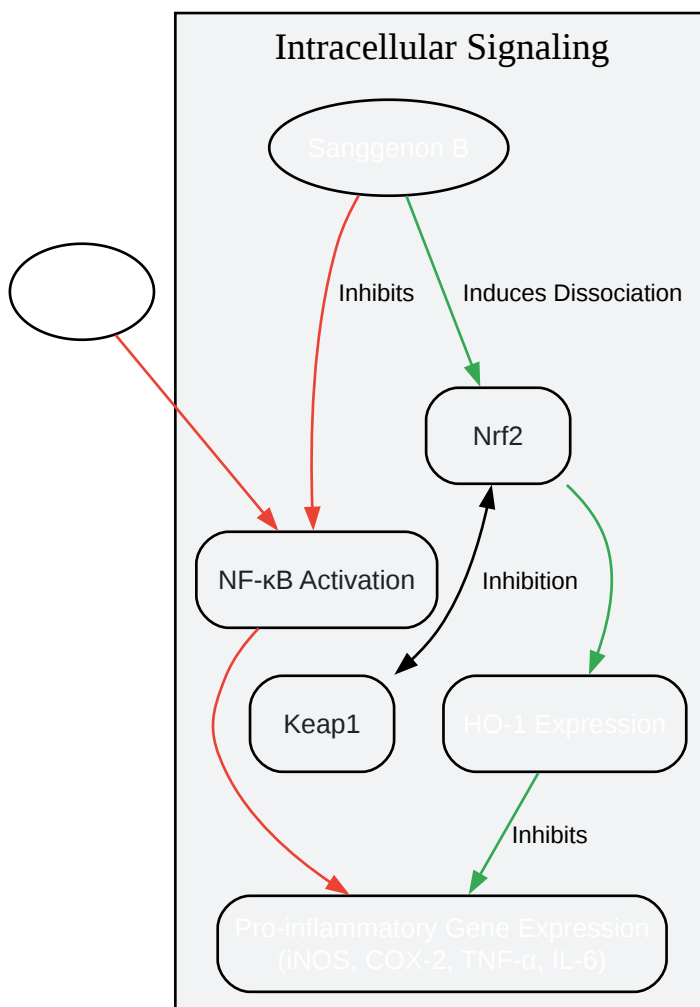 Intracellular Signaling
Sanggenon B
Inhibits
Induces Dissociation
Nrf2
NF-κB Activation
Inhibition
Keap1
HO-1 Expression
Inhibits
Pro-inflammatory Gene Expression
(iNOS, COX-2, TNF-α, IL-6)